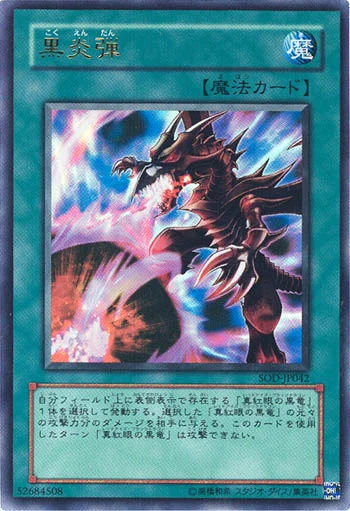 こく えん だん
黒炎弾
魔
【魔法カード】
SOD-JP042
自分フィールド上に表側表示で存在する「真紅眼の黒竜」
1体を選択して発動する。選択した「真紅眼の黒竜」の元々
の攻撃力分のダメージを相手に与える。このカードを使用
したターン「真紅眼の黒竜」は攻撃できない。
52684508
©高橋和希 スタジオ・ダイス/集英社